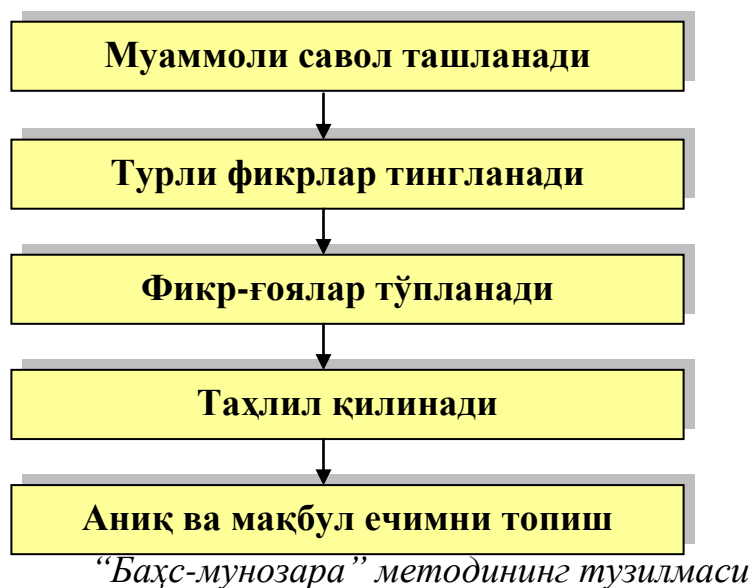 Муаммоли савол ташланади
Турли фикрлар тингланади
Фикр-ғоялар тўпланади
Таҳлил қилинади
Аниқ ва мақбул ечимни топиш
“Баҳс-мунозара” методининг тузилмаси